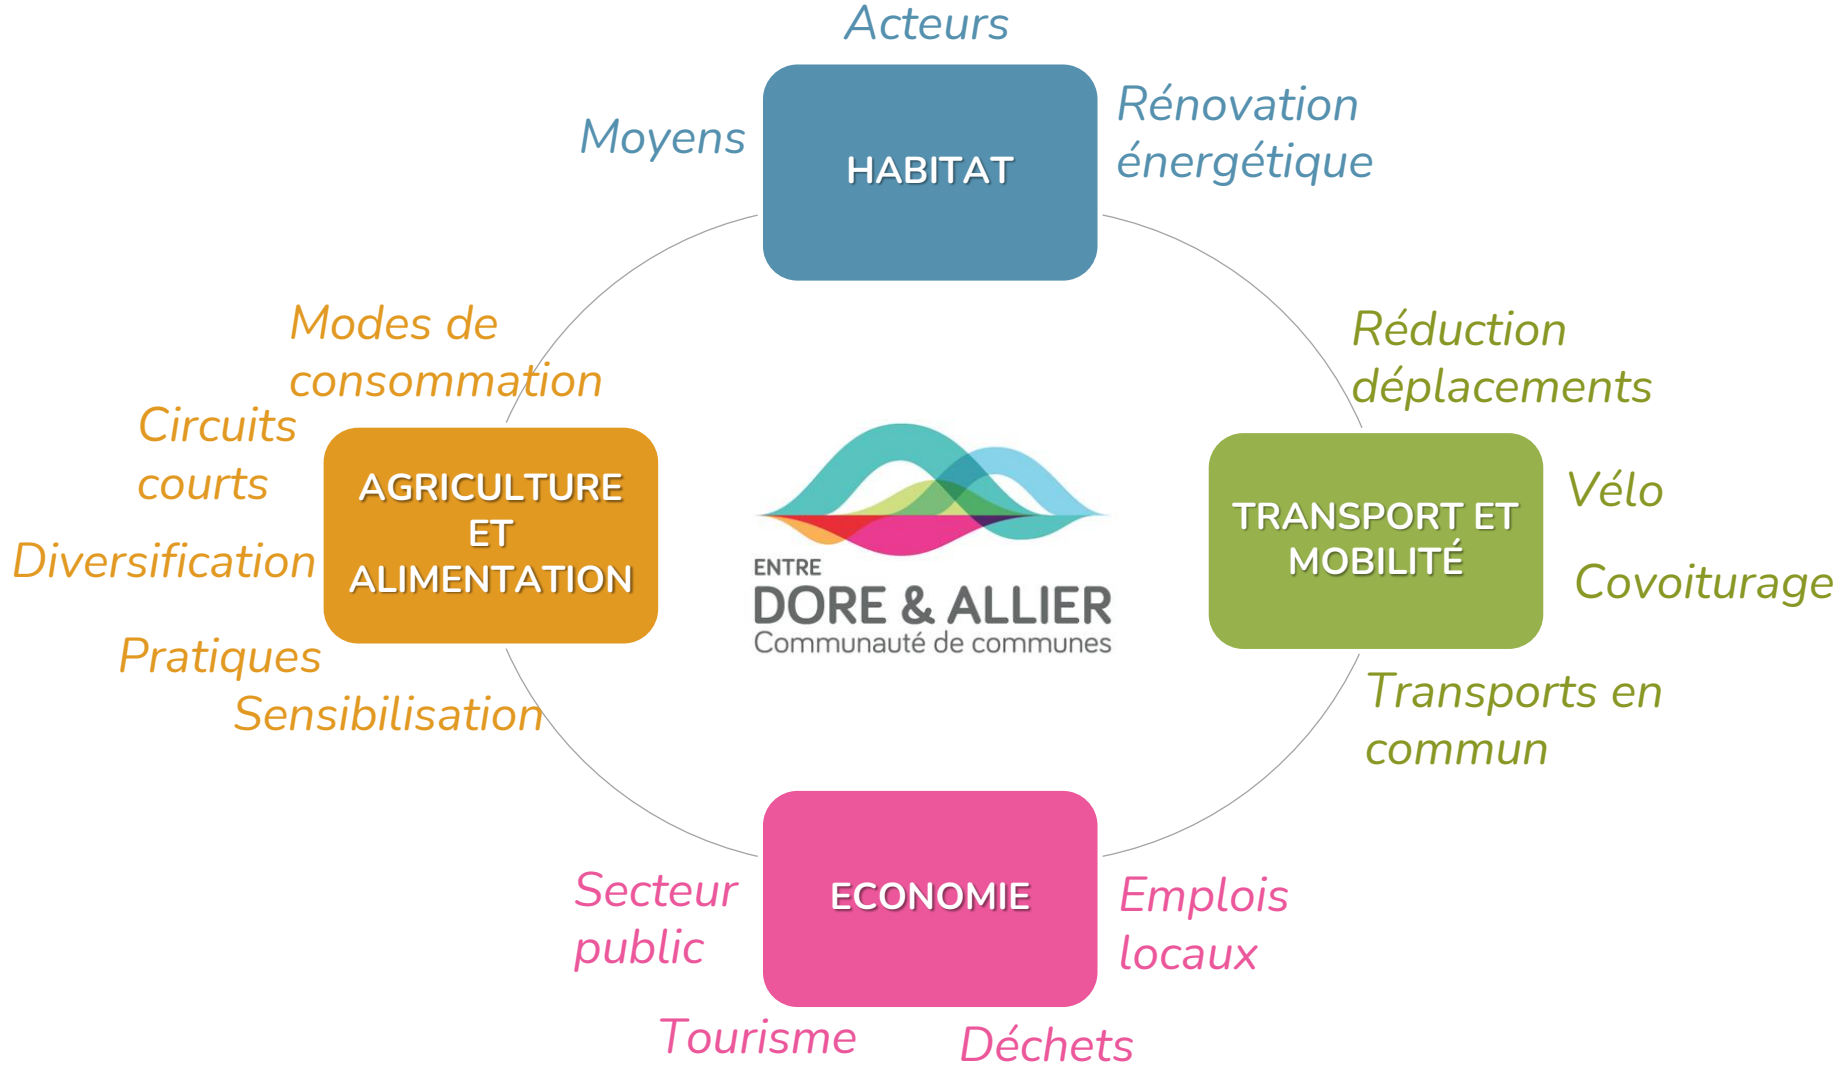 Acteurs
Moyens
HABITAT
Rénovation
énergétique
Modes de
consommation
Circuits
courts
Diversification
Pratiques
Sensibilisation
AGRICULTURE
ET
ALIMENTATION
ENTRE
DORE & ALLIER
Communauté de communes
TRANSPORT ET
MOBILITÉ
Réduction
déplacements
Vélo
Covoiturage
Transports en
commun
Secteur
public
ECONOMIE
Emplois
locaux
Tourisme
Déchets